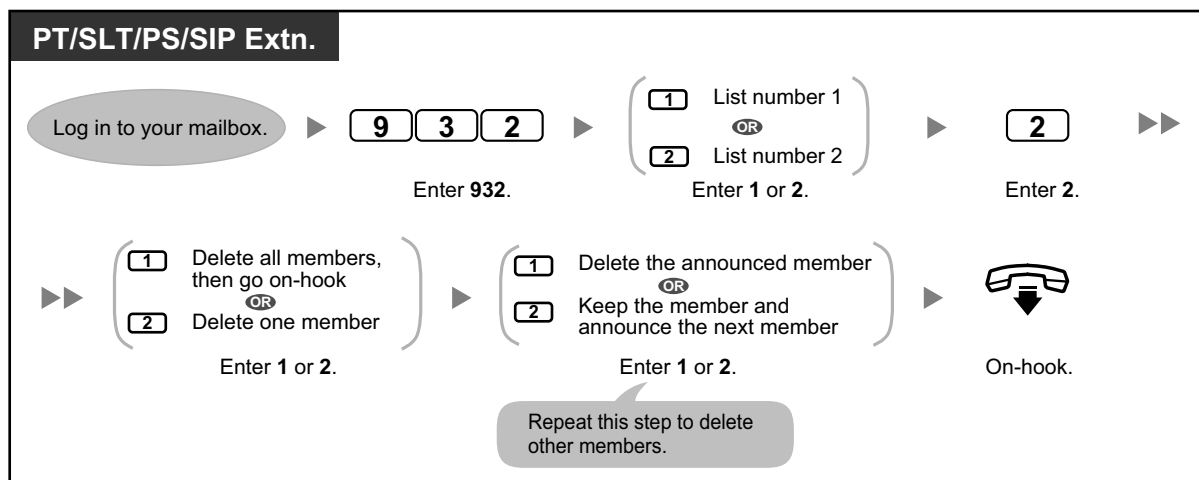 PT/SLT/PS/SIP Extn.
Log in to your mailbox.
9 3 2
Enter 932.
1 List number 1
OR
2 List number 2
Enter 1 or 2.
2
Enter 2.
1 Delete all members,
then go on-hook
OR
2 Delete one member
Enter 1 or 2.
1 Delete the announced member
OR
2 Keep the member and
announce the next member
Enter 1 or 2.
Repeat this step to delete
other members.
On-hook.